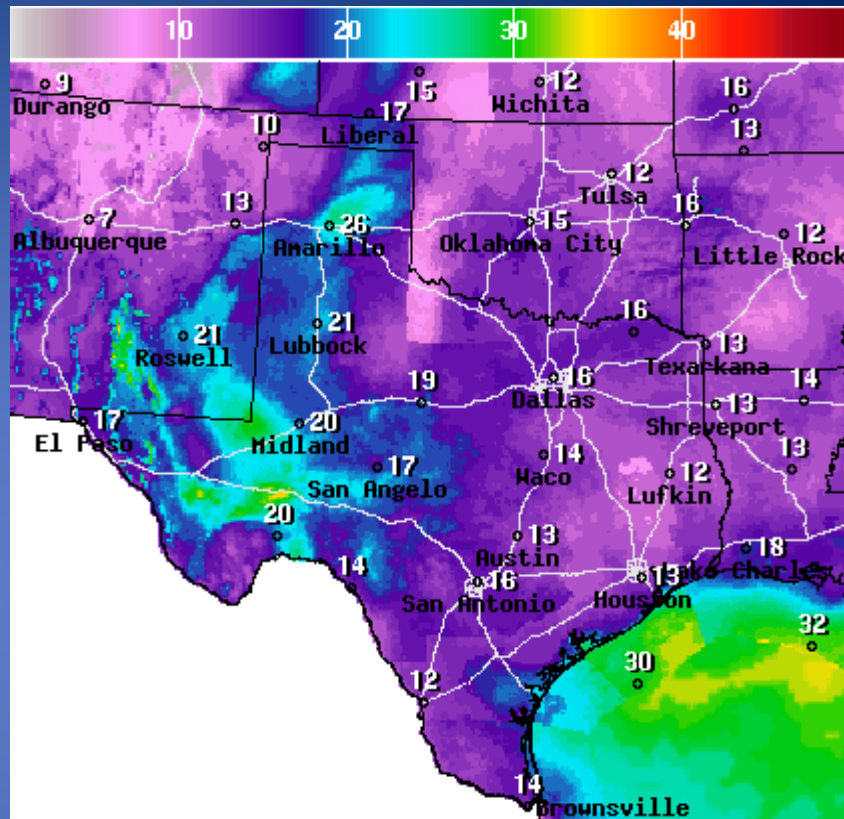 10 20 30 40
9
Durango
15
12
Wichita
16
17
Liberal
13
10
12
Tulsa
7
Albuquerque
13
26
Amarillo
15
Oklahoma City
16
12
Little Rock
21
Roswell
21
Lubbock
16
13
Texarkana
19
16
Dallas
13
Shreveport
14
17
El Paso
20
Midland
17
San Angelo
14
Waco
12
Lufkin
13
20
13
Austin
18
Lake Charles
14
16
San Antonio
13
Houston
32
30
12
14
Brownsville